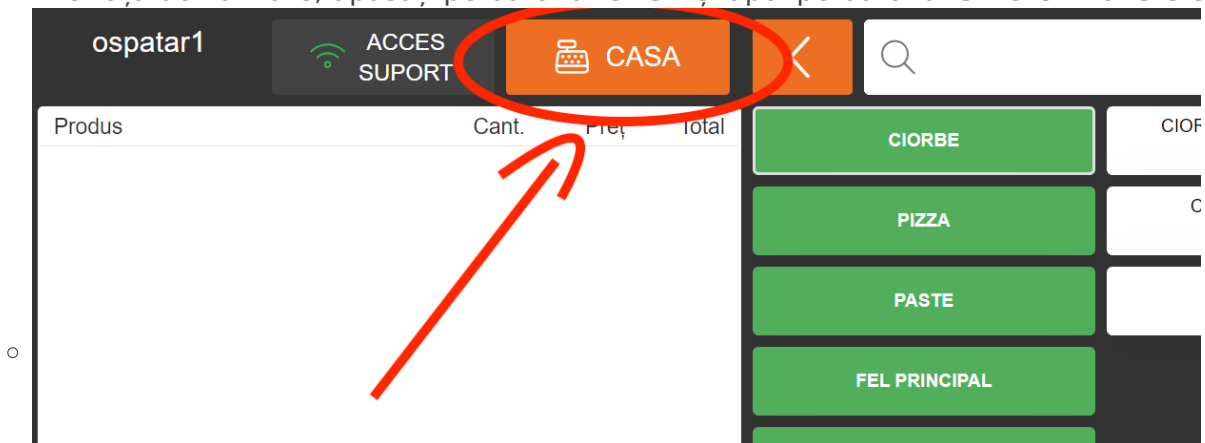 ospatar1
ACCES
SUPORT
CASA
Produs Cant. Preț Total
CIORBE
PIZZA
PASTE
FEL PRINCIPAL